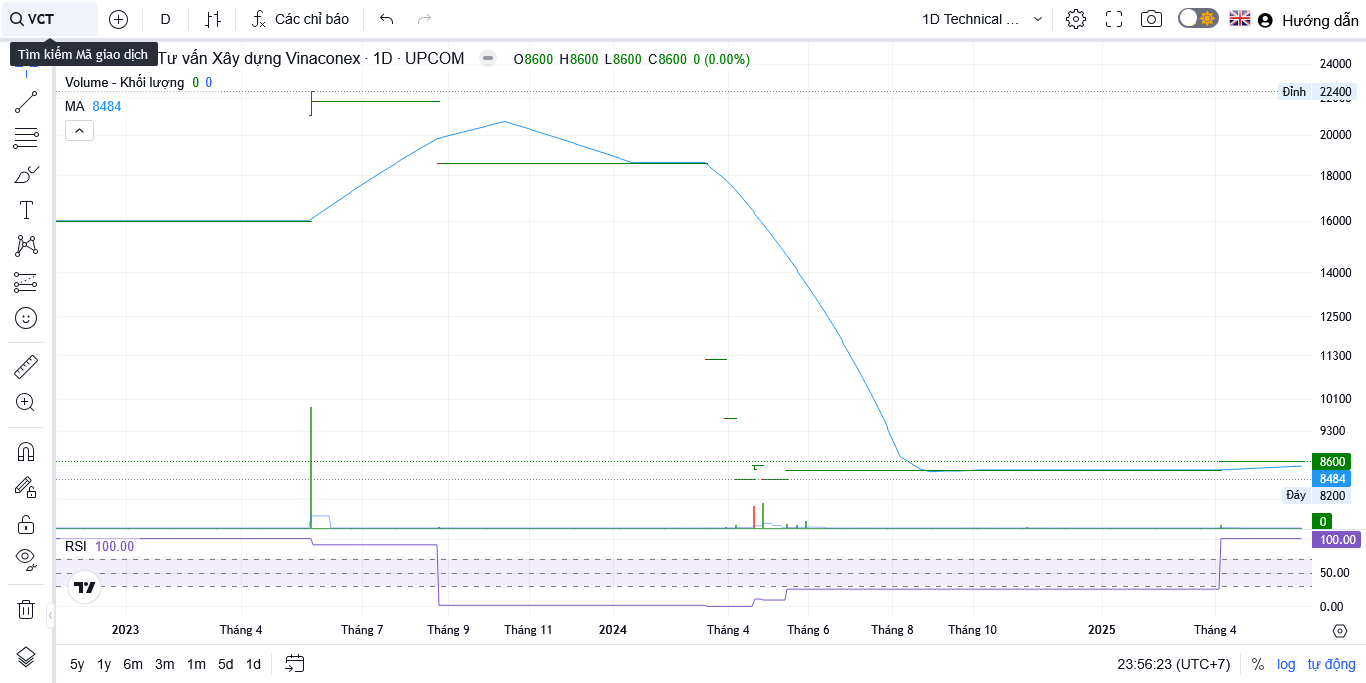 VCT
D
Các chỉ báo
1D Technical ...
Hướng dẫn
Tìm kiếm Mã giao dịch
Tư vấn Xây dựng Vinaconex · 1D · UPCOM
O8600 H8600 L8600 C8600 0 (0.00%)
Volume - Khối lượng 0 0
MA 8484
24000
Đỉnh 22400
20000
18000
16000
14000
12500
11300
10100
9300
8600
8484
Đáy 8200
0
RSI 100.00
100.00
50.00
0.00
2023 Tháng 4 Tháng 7 Tháng 9 Tháng 11 2024 Tháng 4 Tháng 6 Tháng 8 Tháng 10 2025 Tháng 4
5y 1y 6m 3m 1m 5d 1d
23:56:23 (UTC+7) % log tự động